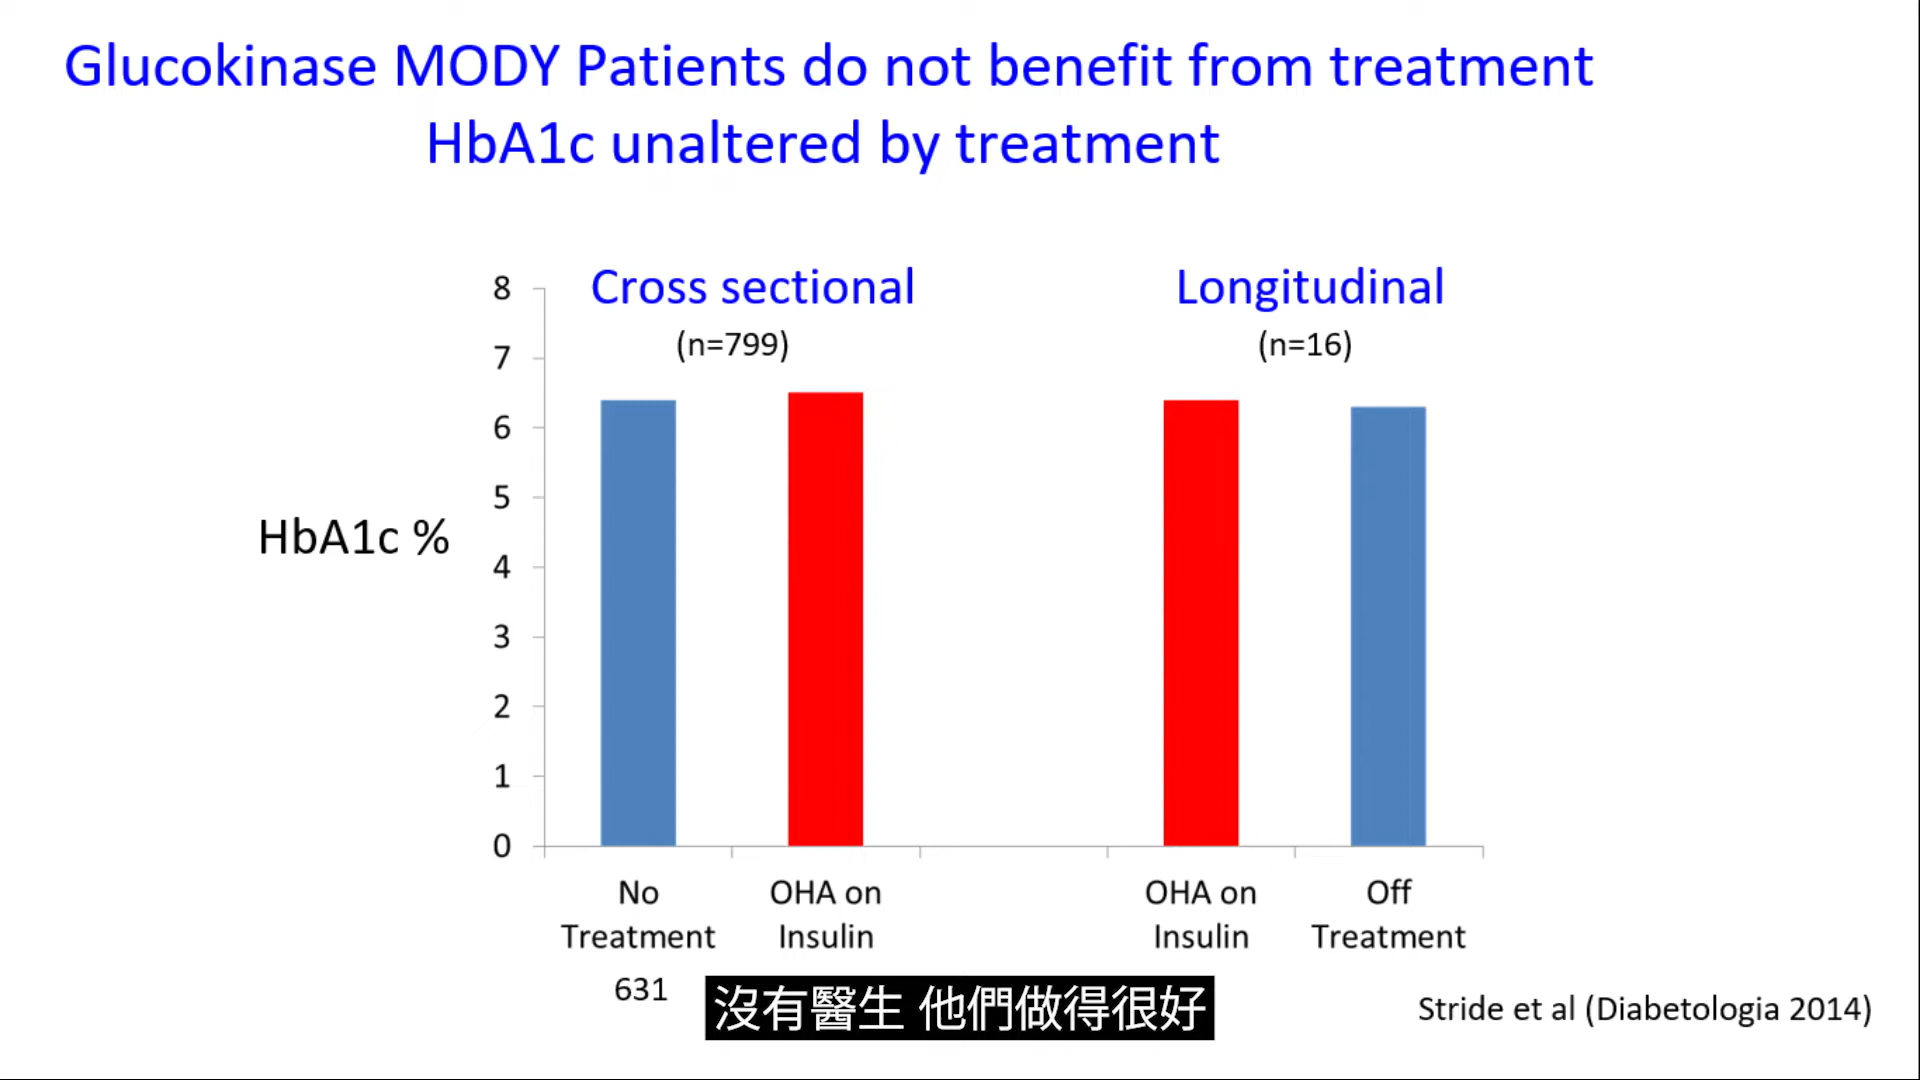 Glucokinase MODY Patients do not benefit from treatment
HbA1c unaltered by treatment
Cross sectional
(n=799)
Longitudinal
(n=16)
8
7
6
5
4
3
2
1
0
HbA1c %
No
Treatment
631
OHA on
Insulin
OHA on
Insulin
Off
Treatment
沒有醫生 他們做得很好
Stride et al (Diabetologia 2014)